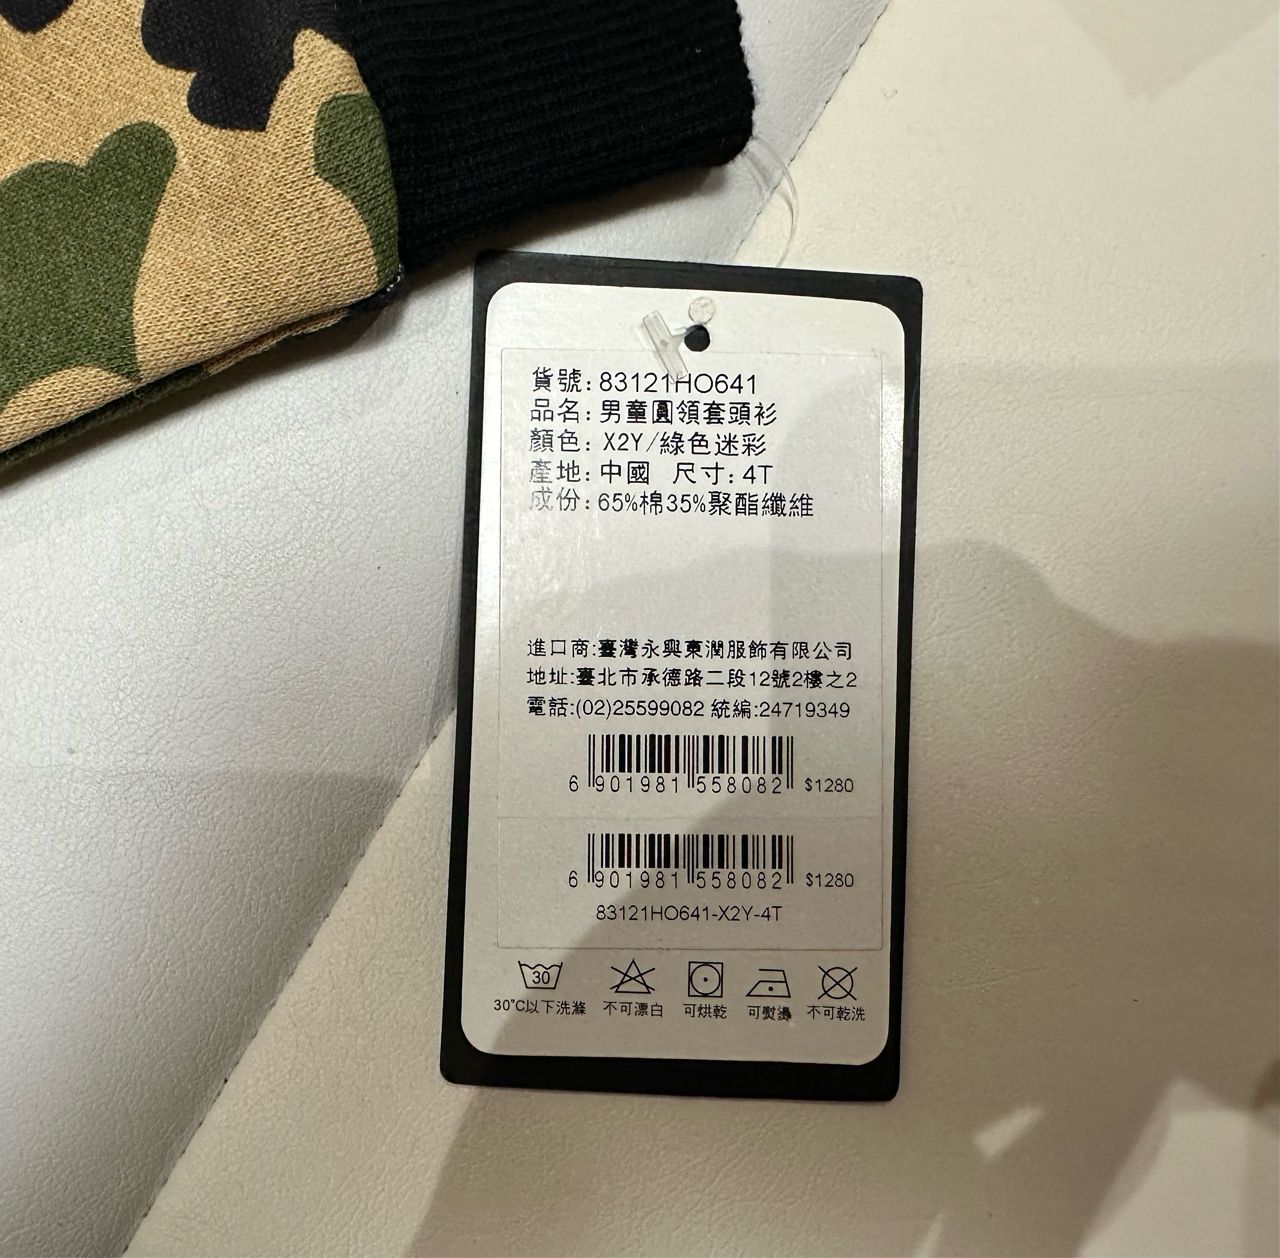 貨號: 83121HO641
品名: 男童圓領套頭衫
顏色: X2Y/綠色迷彩
產地: 中國 尺寸: 4T
成份: 65%棉35%聚酯纖維
進口商:臺灣永興東潤服飾有限公司
地址:臺北市承德路二段12號2樓之2
電話:(02)25599082 統編:24719349
6 901981 558082 $1280
6 901981 558082 $1280
83121HO641-X2Y-4T
30
30°C以下洗滌 不可漂白 可烘乾 可熨燙 不可乾洗